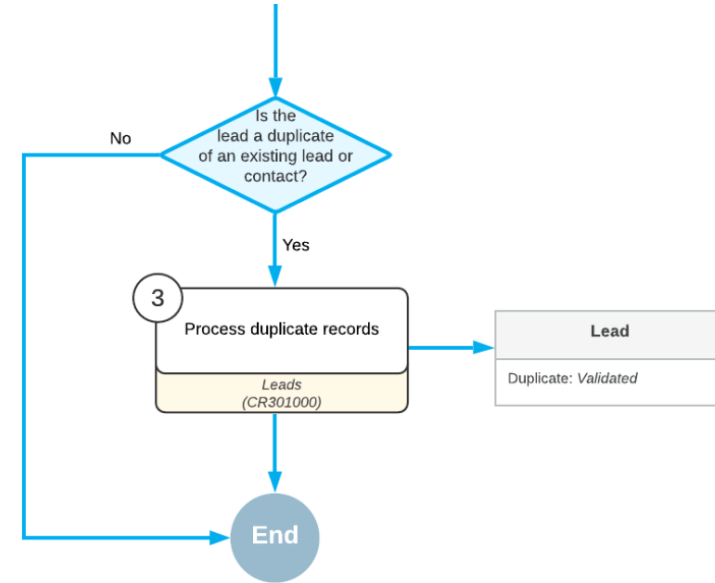 Is the
lead a duplicate
of an existing lead or
contact?
No
Yes
3
Process duplicate records
Leads
(CR301000)
Lead
Duplicate: Validated
End